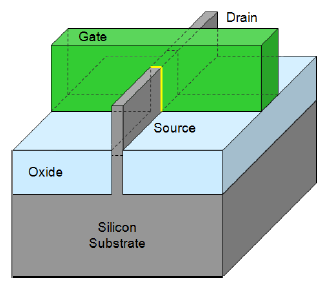 Drain
Gate
Source
Oxide
Silicon
Substrate